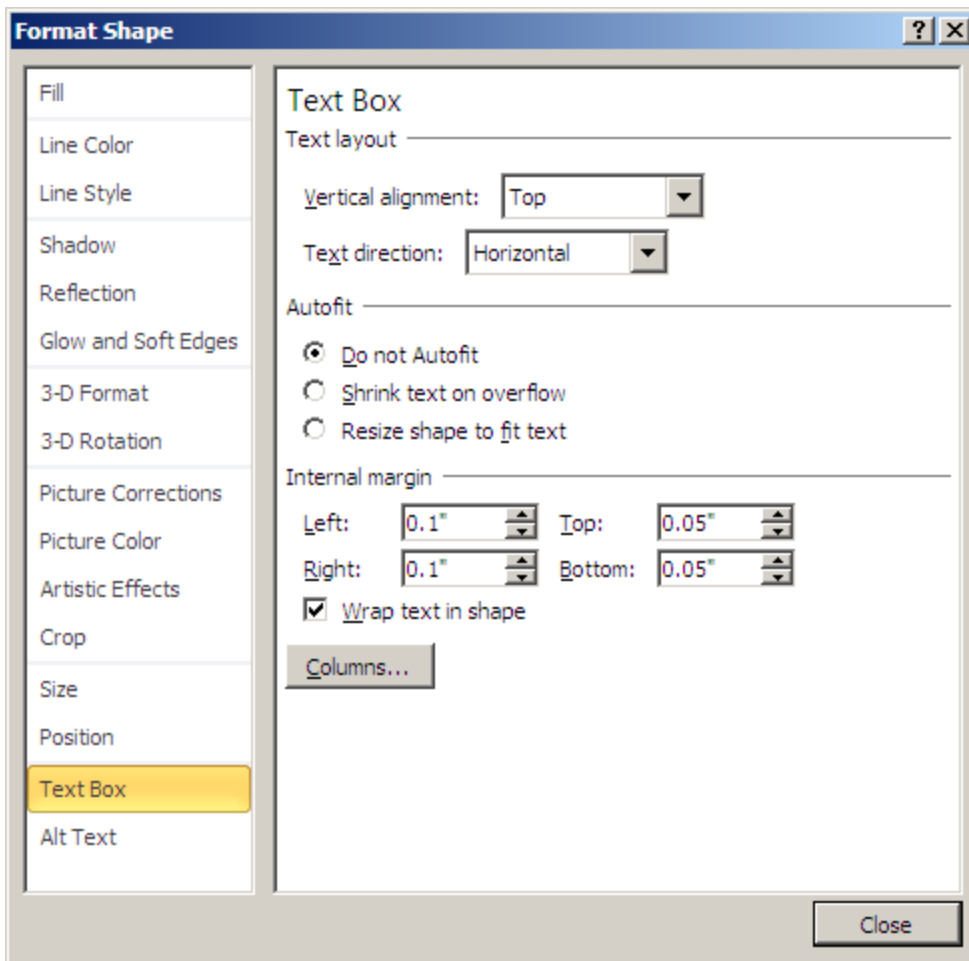 Format Shape
Fill
Line Color
Line Style
Shadow
Reflection
Glow and Soft Edges
3-D Format
3-D Rotation
Picture Corrections
Picture Color
Artistic Effects
Crop
Size
Position
Text Box
Alt Text
Text Box
Text layout
Vertical alignment: Top
Text direction: Horizontal
Autofit
Do not Autofit
Shrink text on overflow
Resize shape to fit text
Internal margin
Left: 0.1" Top: 0.05"
Right: 0.1" Bottom: 0.05"
Wrap text in shape
Columns...
Close